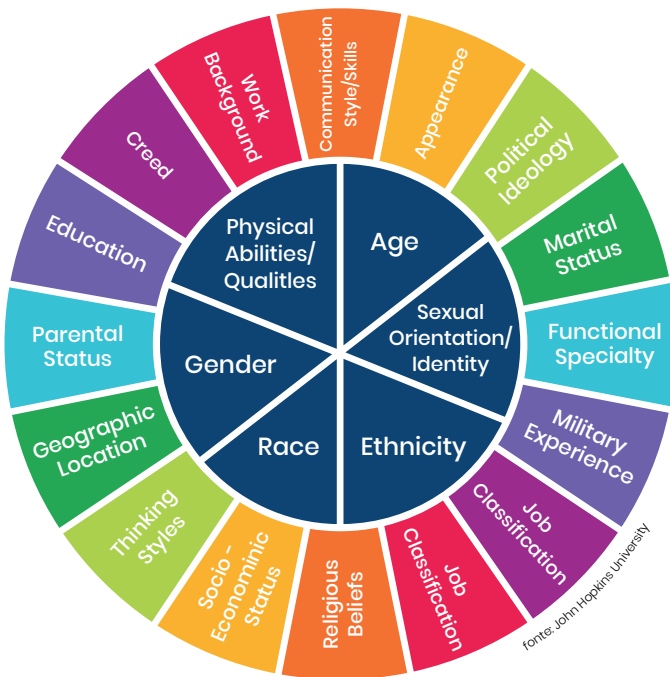 Communication
Style/Skills
Appearance
Political
Ideology
Marital
Status
Functional
Specialty
Military
Experience
Job
Classification
Job
Classification
Religious
Beliefs
Socio -
Econominic
Status
Thinking
Styles
Geographic
Location
Parental
Status
Education
Creed
Work
Background
Physical
Abilities/
Qualitles
Age
Sexual
Orientation/
Identity
Ethnicity
Race
Gender
fonte: John Hopkins University